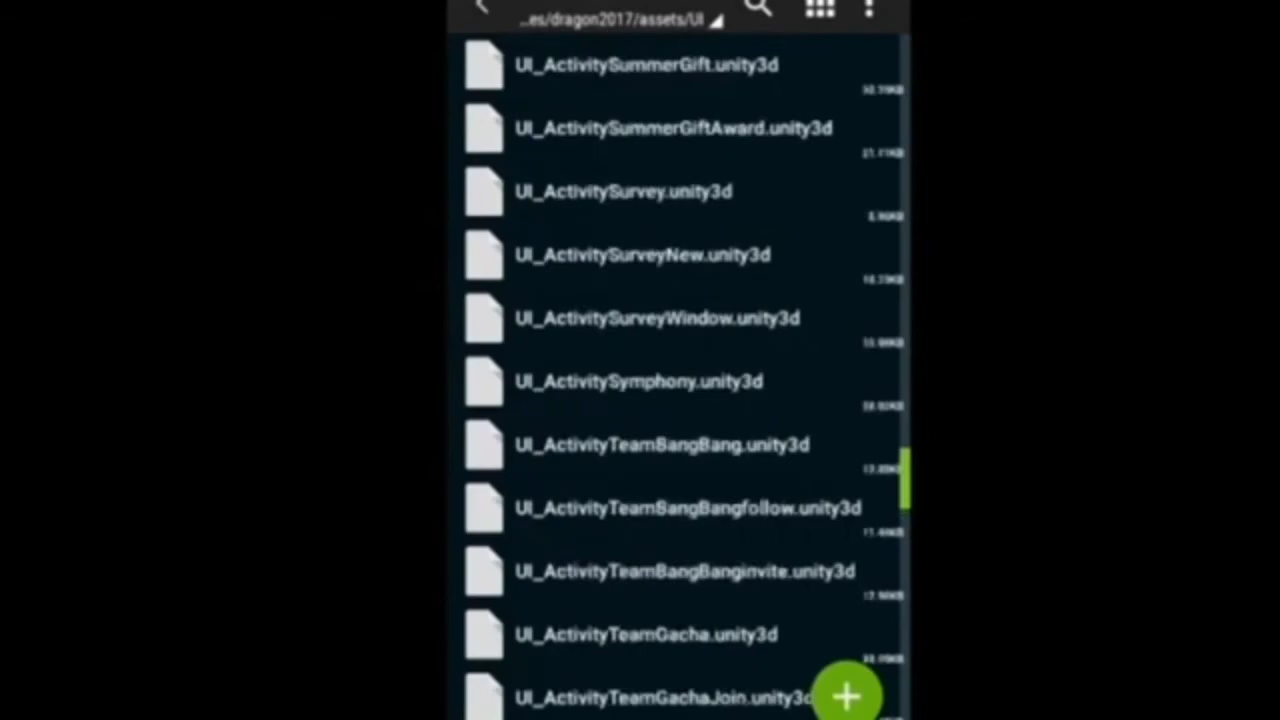 ..es/dragon2017/assets/UI
UI_ActivitySummerGift.unity3d
UI_ActivitySummerGiftAward.unity3d
UI_ActivitySurvey.unity3d
UI_ActivitySurveyNew.unity3d
UI_ActivitySurveyWindow.unity3d
UI_ActivitySymphony.unity3d
UI_ActivityTeamBangBang.unity3d
UI_ActivityTeamBangBangfollow.unity3d
UI_ActivityTeamBangBanginvite.unity3d
UI_ActivityTeamGacha.unity3d
UI_ActivityTeamGachaJoin.unity3d